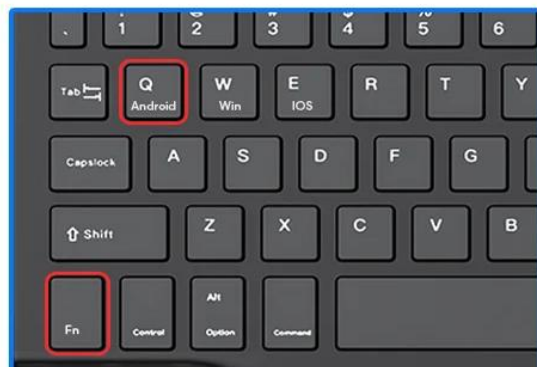 ` 1 2 3 4 5 6
Tab Q W E R T Y
Android Win IOS
Capslock A S D F G
Shift Z X C V B
Alt
Fn Control Option Command